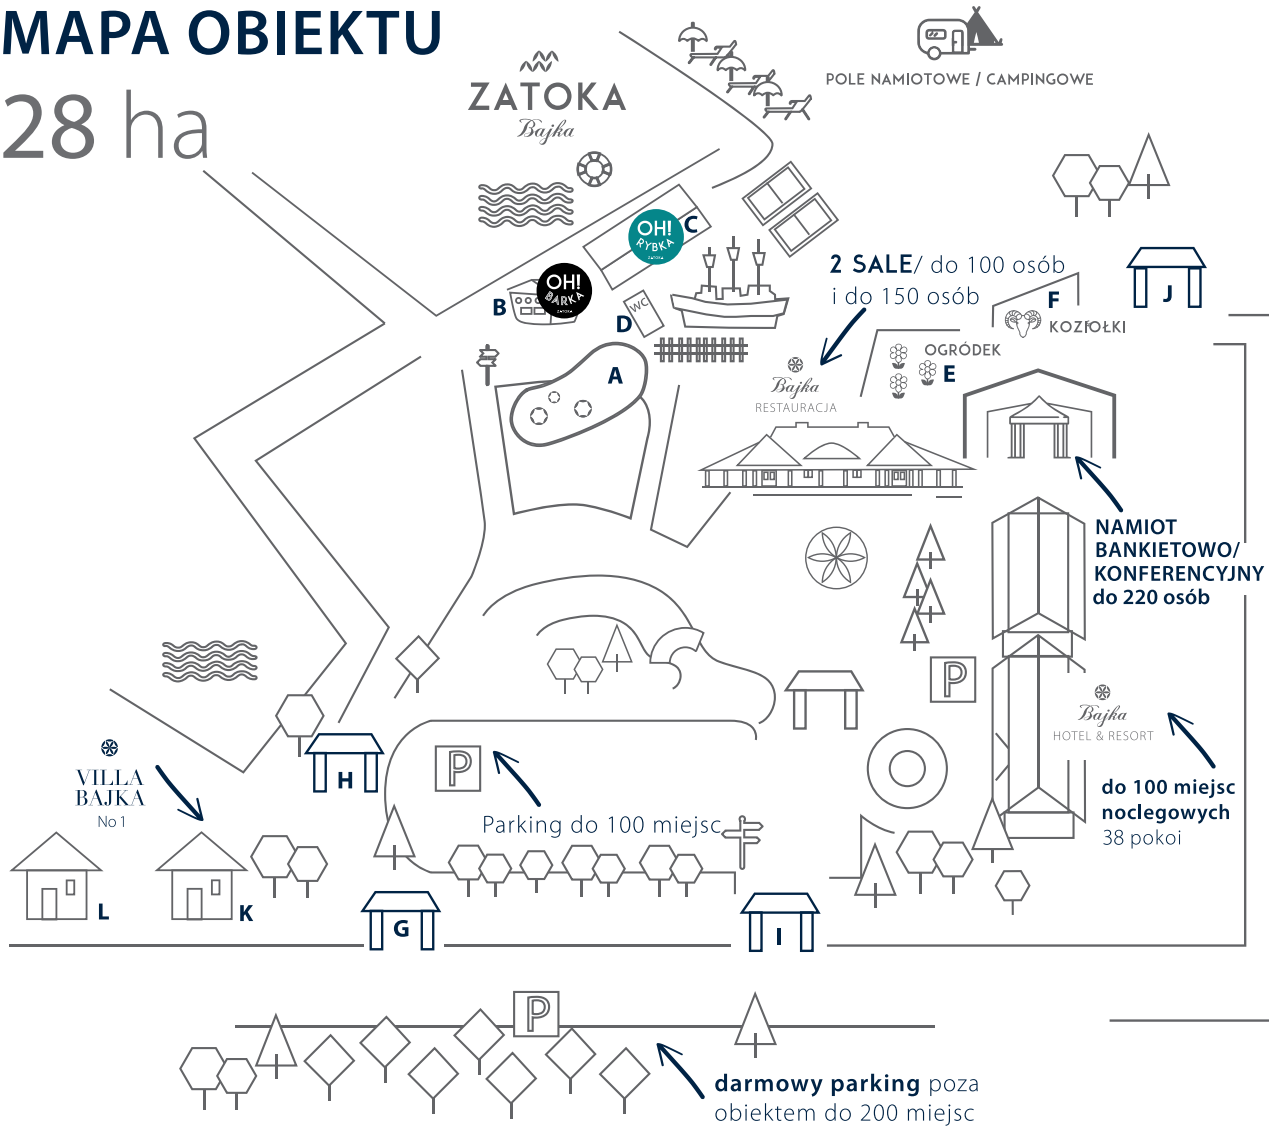 MAPA OBIEKTU
28 ha
ZATOKA
Bajka
POLE NAMIOTOWE / CAMPINGOWE
OH!
RYBKA
ZATOKA
C
OH!
BARKA
ZATOKA
B
WC
D
A
2 SALE/ do 100 osób
i do 150 osób
F
KOZIOŁKI
J
OGRÓDEK
E
Bajka
RESTAURACJA
NAMIOT
BANKIETOWO/
KONFERENCYJNY
do 220 osób
P
Bajka
HOTEL & RESORT
do 100 miejsc
noclegowych
38 pokoi
VILLA
BAJKA
No 1
H
P
Parking do 100 miejsc
L
K
G
I
P
darmowy parking poza
obiektem do 200 miejsc